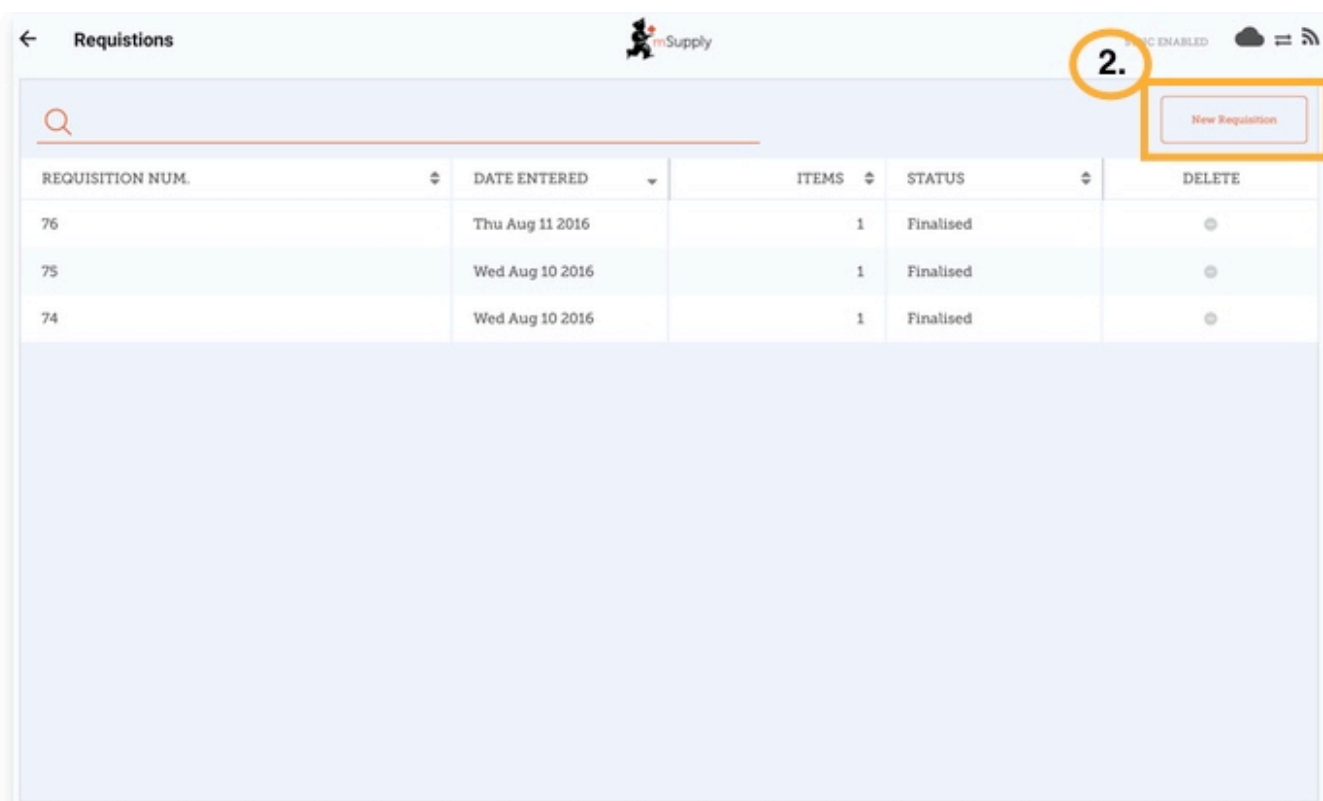 Requistions
mSupply
SYNC ENABLED
2.
New Requisition
REQUISITION NUM. DATE ENTERED ITEMS STATUS DELETE
76 Thu Aug 11 2016 1 Finalised
75 Wed Aug 10 2016 1 Finalised
74 Wed Aug 10 2016 1 Finalised